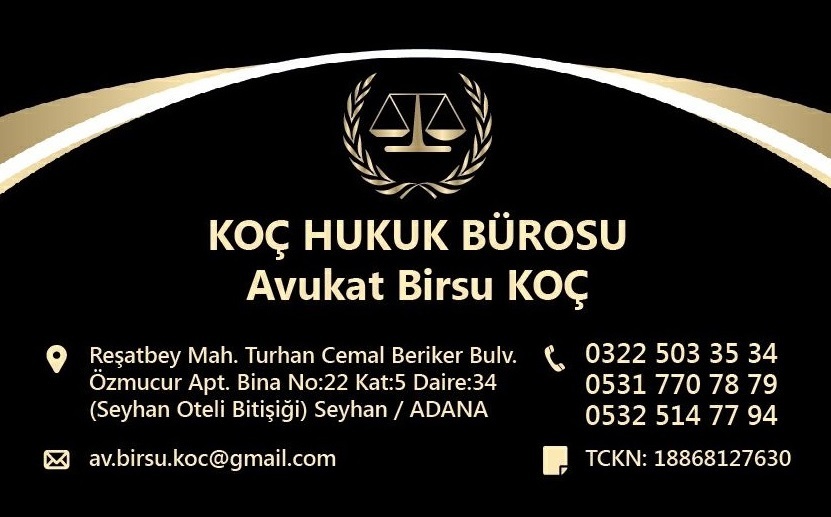 KOÇ HUKUK BÜROSU
Avukat Birsu KOÇ
Reşatbey Mah. Turhan Cemal Beriker Bulv.
Özmucur Apt. Bina No:22 Kat:5 Daire:34
(Seyhan Oteli Bitişiği) Seyhan / ADANA
av.birsu.koc@gmail.com
0322 503 35 34
0531 770 78 79
0532 514 77 94
TCKN: 18868127630